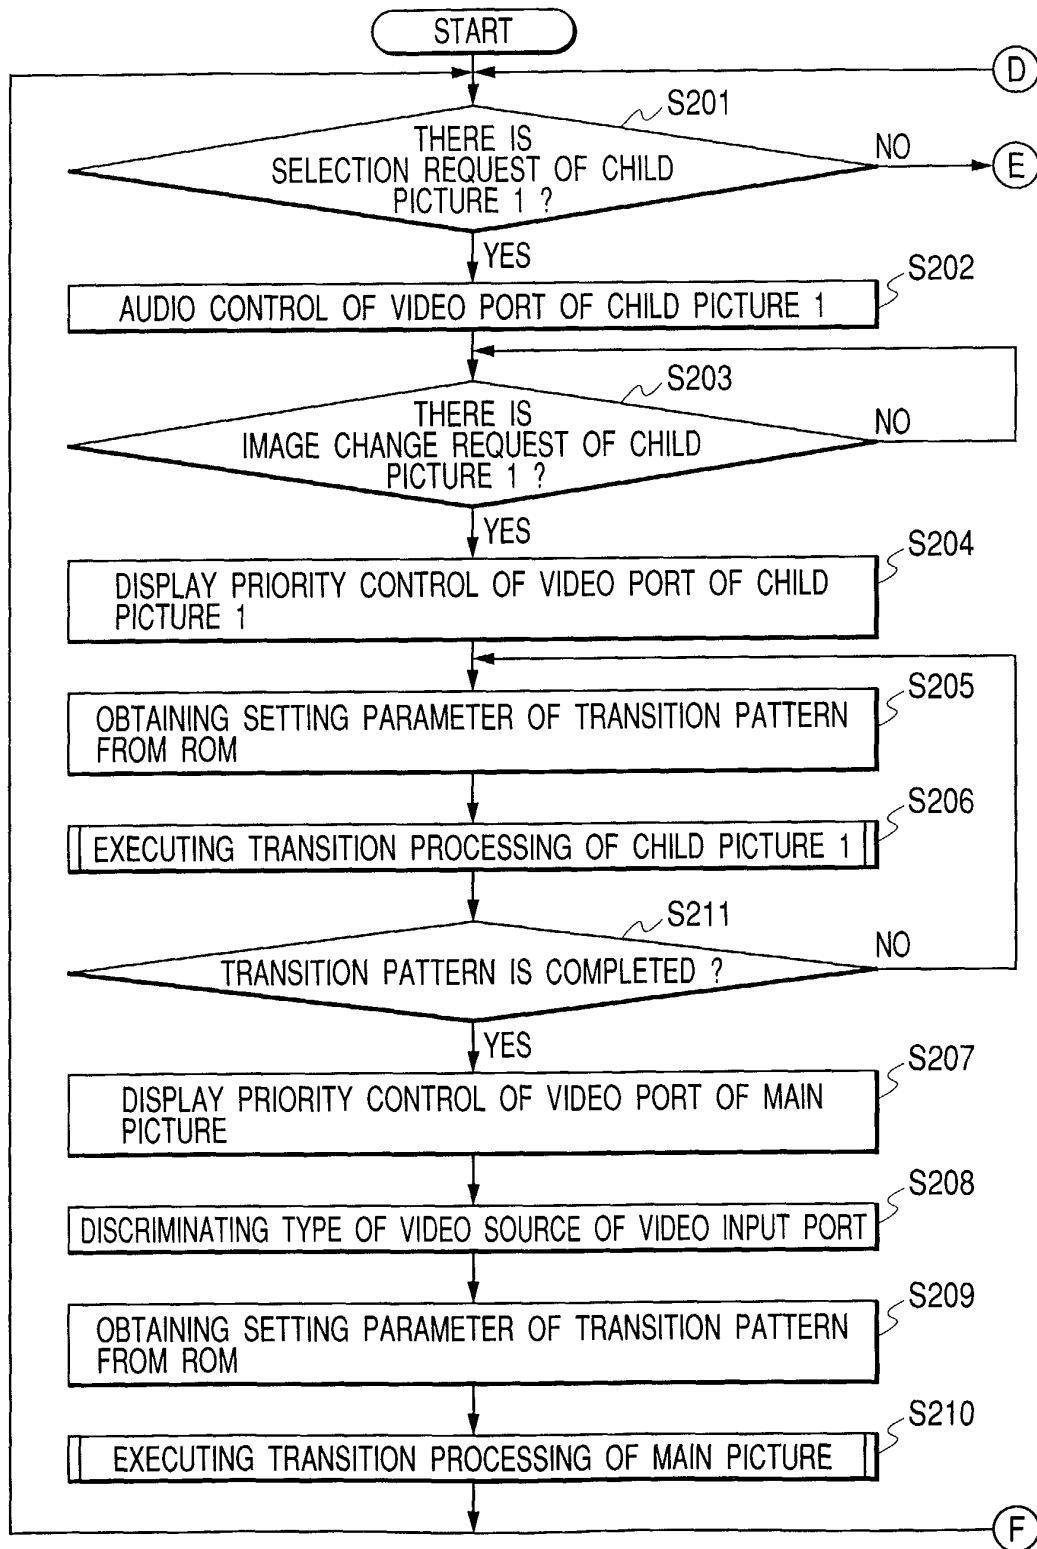 START
D
S201
THERE IS
SELECTION REQUEST OF CHILD
PICTURE 1 ?
NO
E
YES
S202
AUDIO CONTROL OF VIDEO PORT OF CHILD PICTURE 1
S203
THERE IS
IMAGE CHANGE REQUEST OF CHILD
PICTURE 1 ?
NO
YES
S204
DISPLAY PRIORITY CONTROL OF VIDEO PORT OF CHILD
PICTURE 1
S205
OBTAINING SETTING PARAMETER OF TRANSITION PATTERN
FROM ROM
S206
EXECUTING TRANSITION PROCESSING OF CHILD PICTURE 1
S211
TRANSITION PATTERN IS COMPLETED ?
NO
YES
S207
DISPLAY PRIORITY CONTROL OF VIDEO PORT OF MAIN
PICTURE
S208
DISCRIMINATING TYPE OF VIDEO SOURCE OF VIDEO INPUT PORT
S209
OBTAINING SETTING PARAMETER OF TRANSITION PATTERN
FROM ROM
S210
EXECUTING TRANSITION PROCESSING OF MAIN PICTURE
F